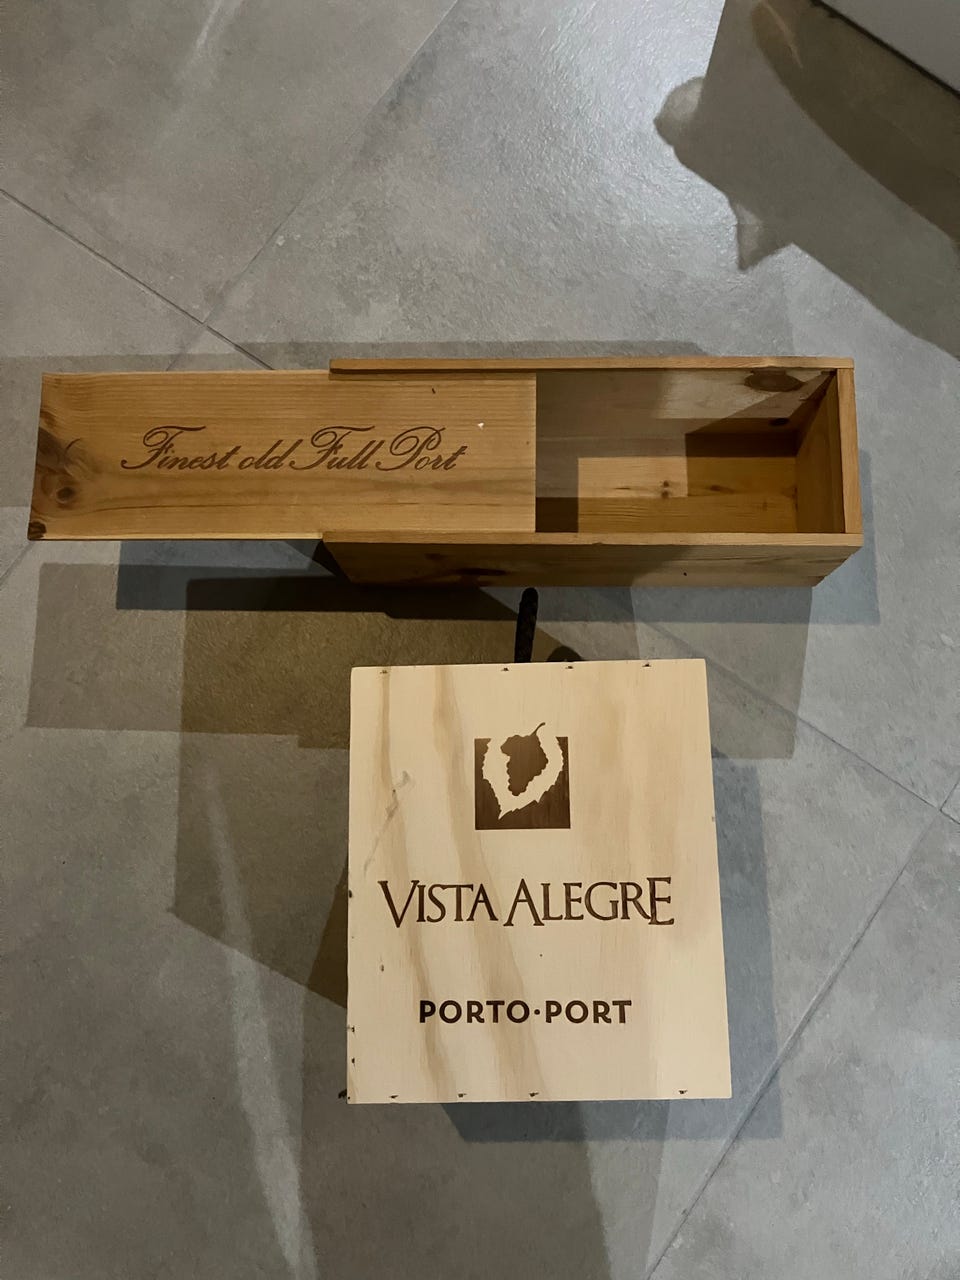 Finest old Full Port
VISTA ALEGRE
PORTO·PORT